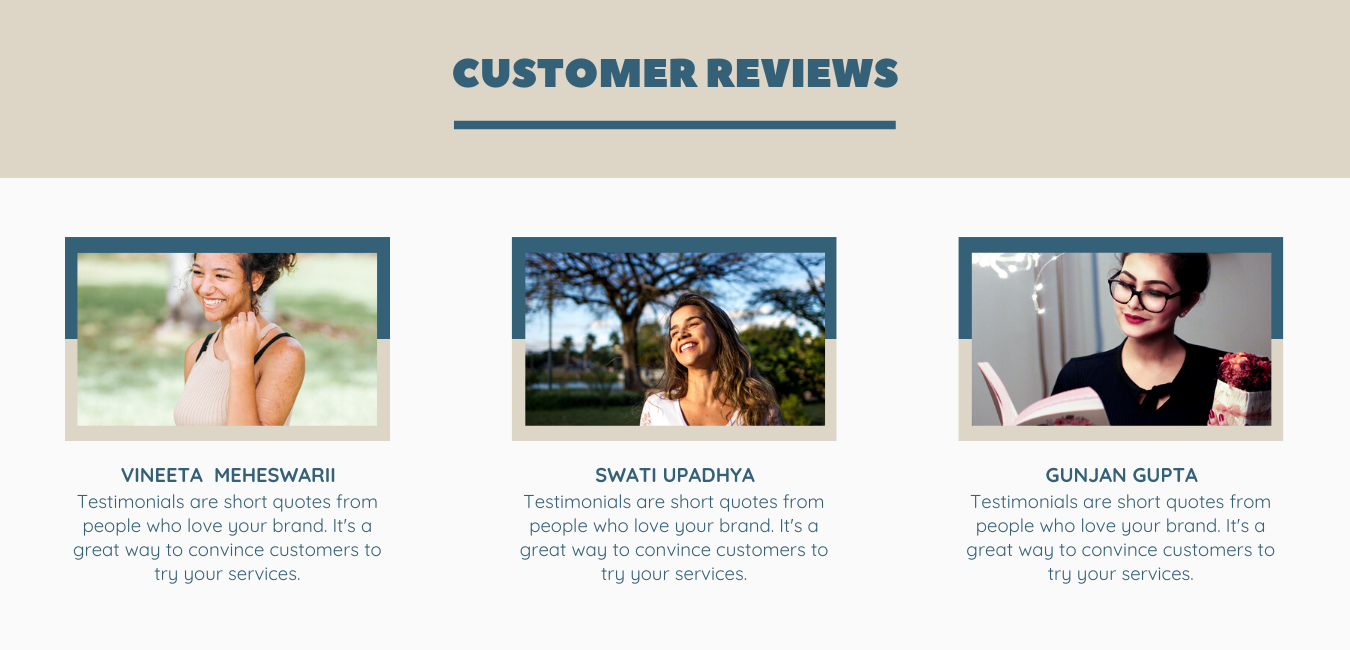 CUSTOMER REVIEWS
VINEETA  MEHESWARII
Testimonials are short quotes from
people who love your brand. It's a
great way to convince customers to
try your services.
SWATI UPADHYA
Testimonials are short quotes from
people who love your brand. It's a
great way to convince customers to
try your services.
GUNJAN GUPTA
Testimonials are short quotes from
people who love your brand. It's a
great way to convince customers to
try your services.